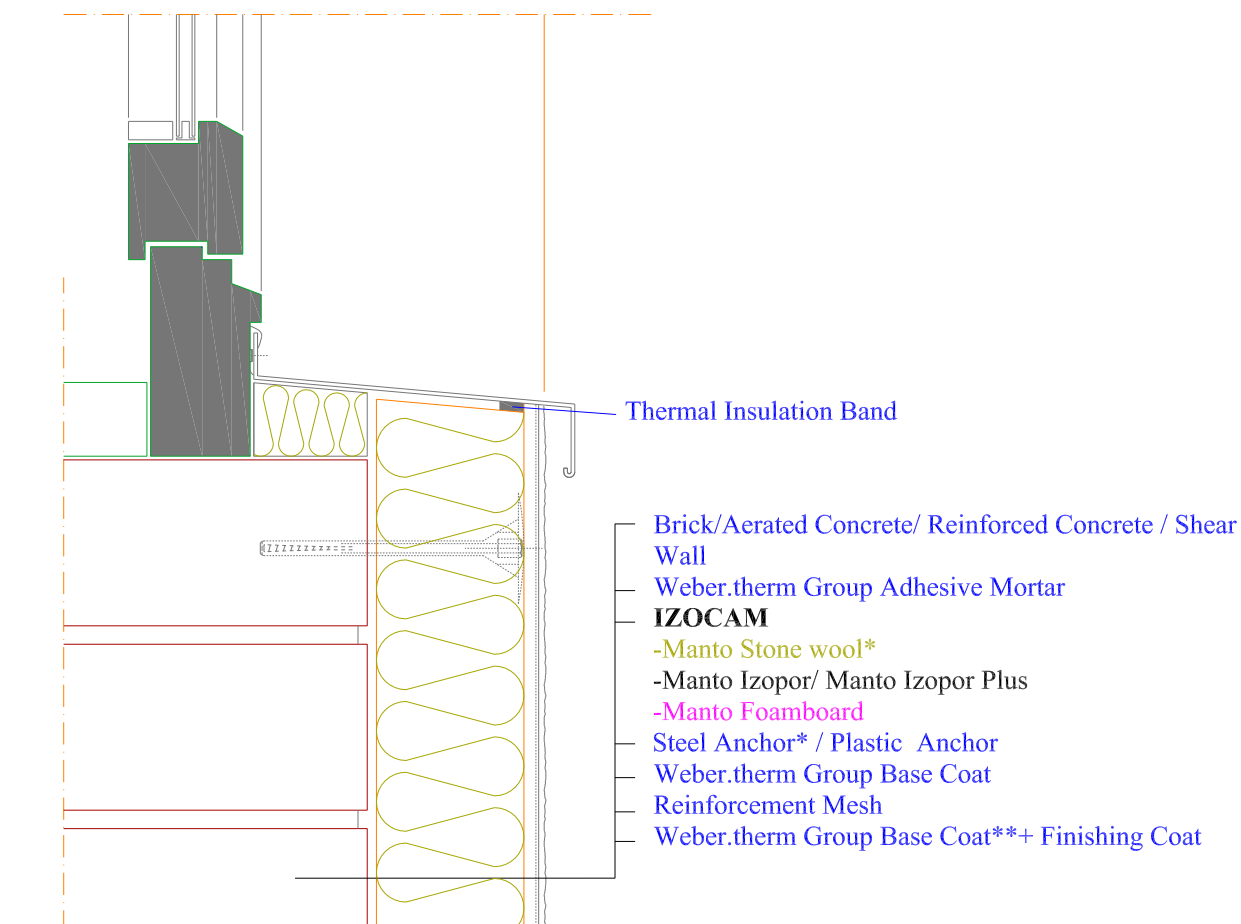 Thermal Insulation Band
Brick/Aerated Concrete/ Reinforced Concrete / Shear
Wall
Weber.therm Group Adhesive Mortar
IZOCAM
-Manto Stone wool*
-Manto Izopor/ Manto Izopor Plus
-Manto Foamboard
Steel Anchor* / Plastic Anchor
Weber.therm Group Base Coat
Reinforcement Mesh
Weber.therm Group Base Coat**+ Finishing Coat